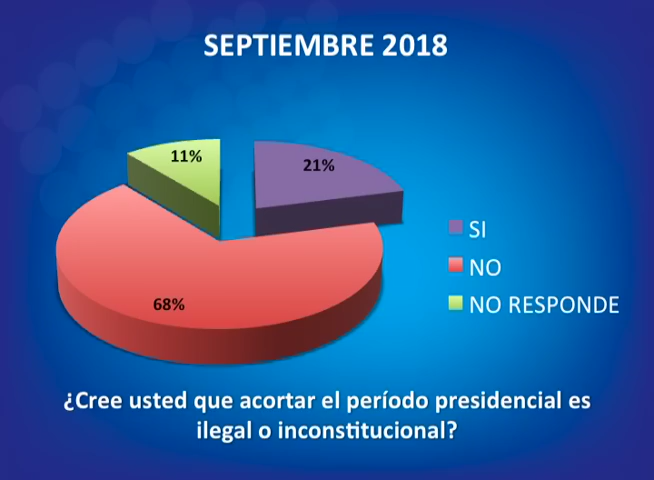 SEPTIEMBRE 2018
11%
21%
68%
SI
NO
NO RESPONDE
¿Cree usted que acortar el período presidencial es
ilegal o inconstitucional?